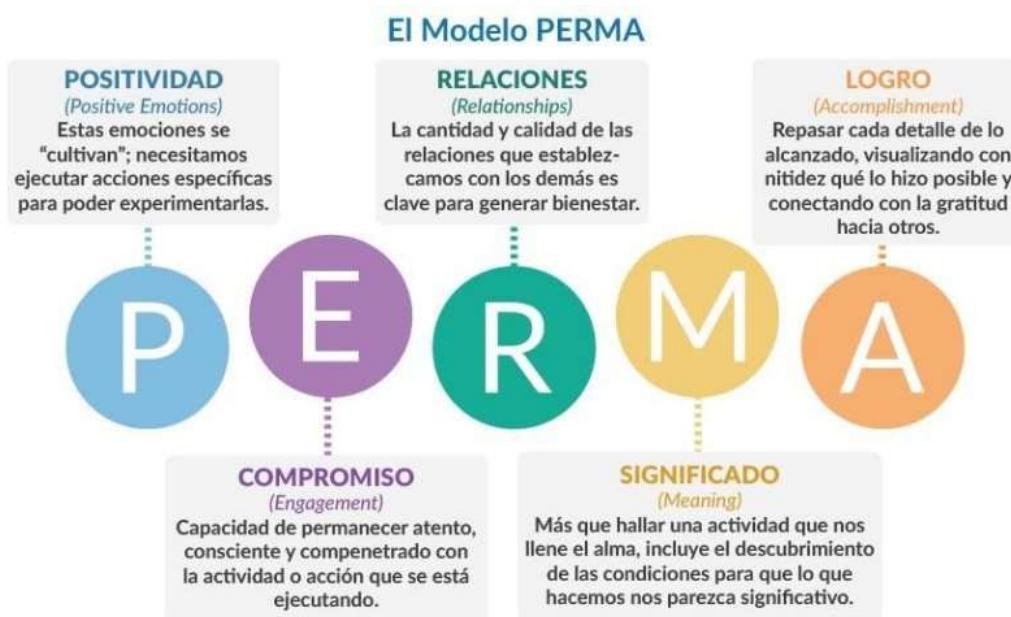 El Modelo PERMA
POSITIVIDAD
(Positive Emotions)
Estas emociones se
“cultivan”; necesitamos
ejecutar acciones específicas
para poder experimentarlas.
RELACIONES
(Relationships)
La cantidad y calidad de las
relaciones que establez-
camos con los demás es
clave para generar bienestar.
LOGRO
(Accomplishment)
Repasar cada detalle de lo
alcanzado, visualizando con
nitidez qué lo hizo posible y
conectando con la gratitud
hacia otros.
P
E
R
M
A
COMPROMISO
(Engagement)
Capacidad de permanecer atento,
consciente y compenetrado con
la actividad o acción que se está
ejecutando.
SIGNIFICADO
(Meaning)
Más que hallar una actividad que nos
llene el alma, incluye el descubrimiento
de las condiciones para que lo que
hacemos nos parezca significativo.